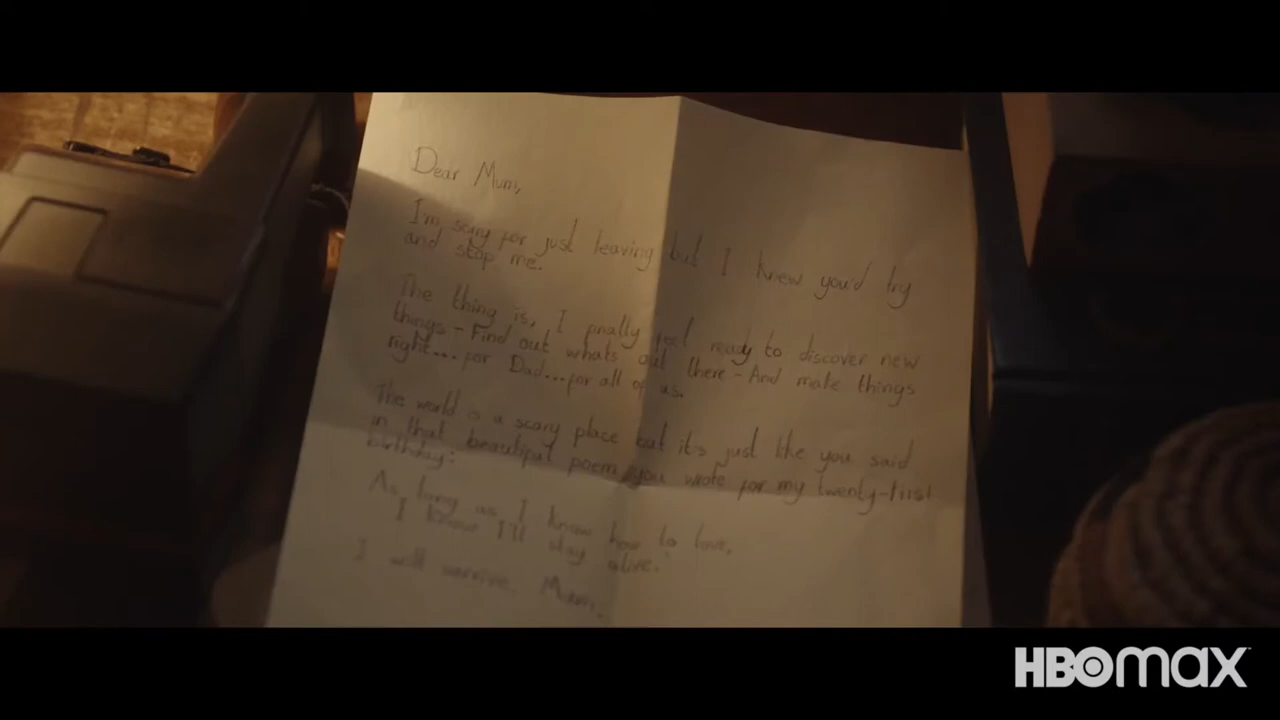 Dear Mum,
I'm sorry for just leaving but I knew you'd try
and stop me.
The thing is, I finally feel ready to discover new
things - Find out whats out there - And make things
right... for Dad... for all of us.
The world is a scary place but it's just like you said
in that beautiful poem you wrote for my twenty-first
birthday:
As long as I know how to love,
I know I'll stay alive.'
I will survive. Mum.
HBOmax